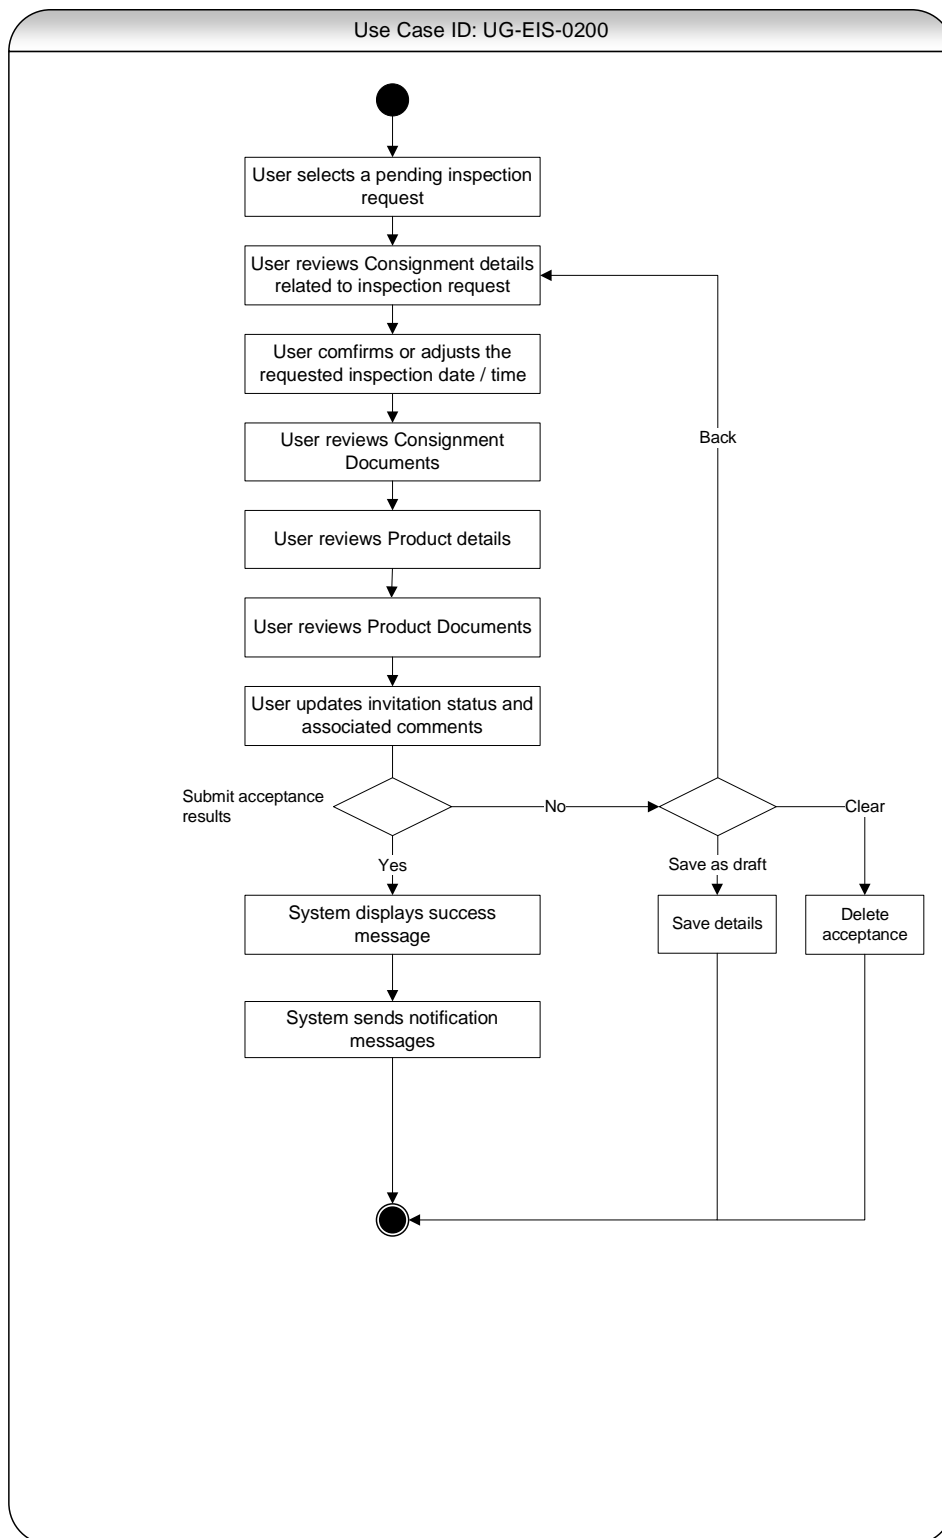 Use Case ID: UG-EIS-0200
User selects a pending inspection
request
User reviews Consignment details
related to inspection request
User comfirms or adjusts the
requested inspection date / time
User reviews Consignment
Documents
Back
User reviews Product details
User reviews Product Documents
User updates invitation status and
associated comments
Submit acceptance
results
No
Clear
Yes
Save as draft
System displays success
message
Save details
Delete
acceptance
System sends notification
messages